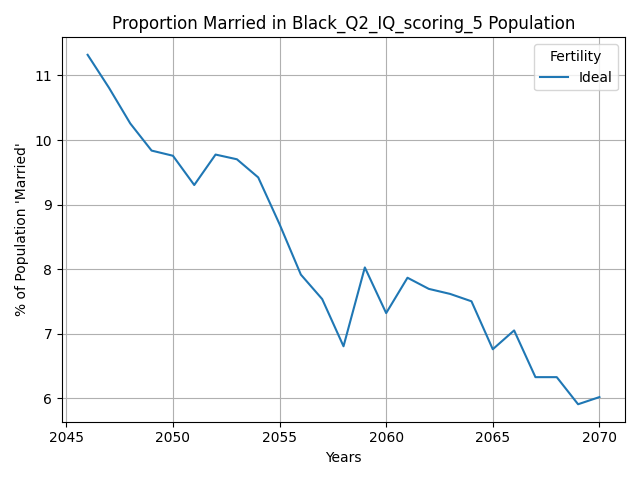 Proportion Married in Black_Q2_IQ_scoring_5 Population
Fertility
Ideal
% of Population 'Married'
11
10
9
8
7
6
2045
2050
2055
2060
2065
2070
Years